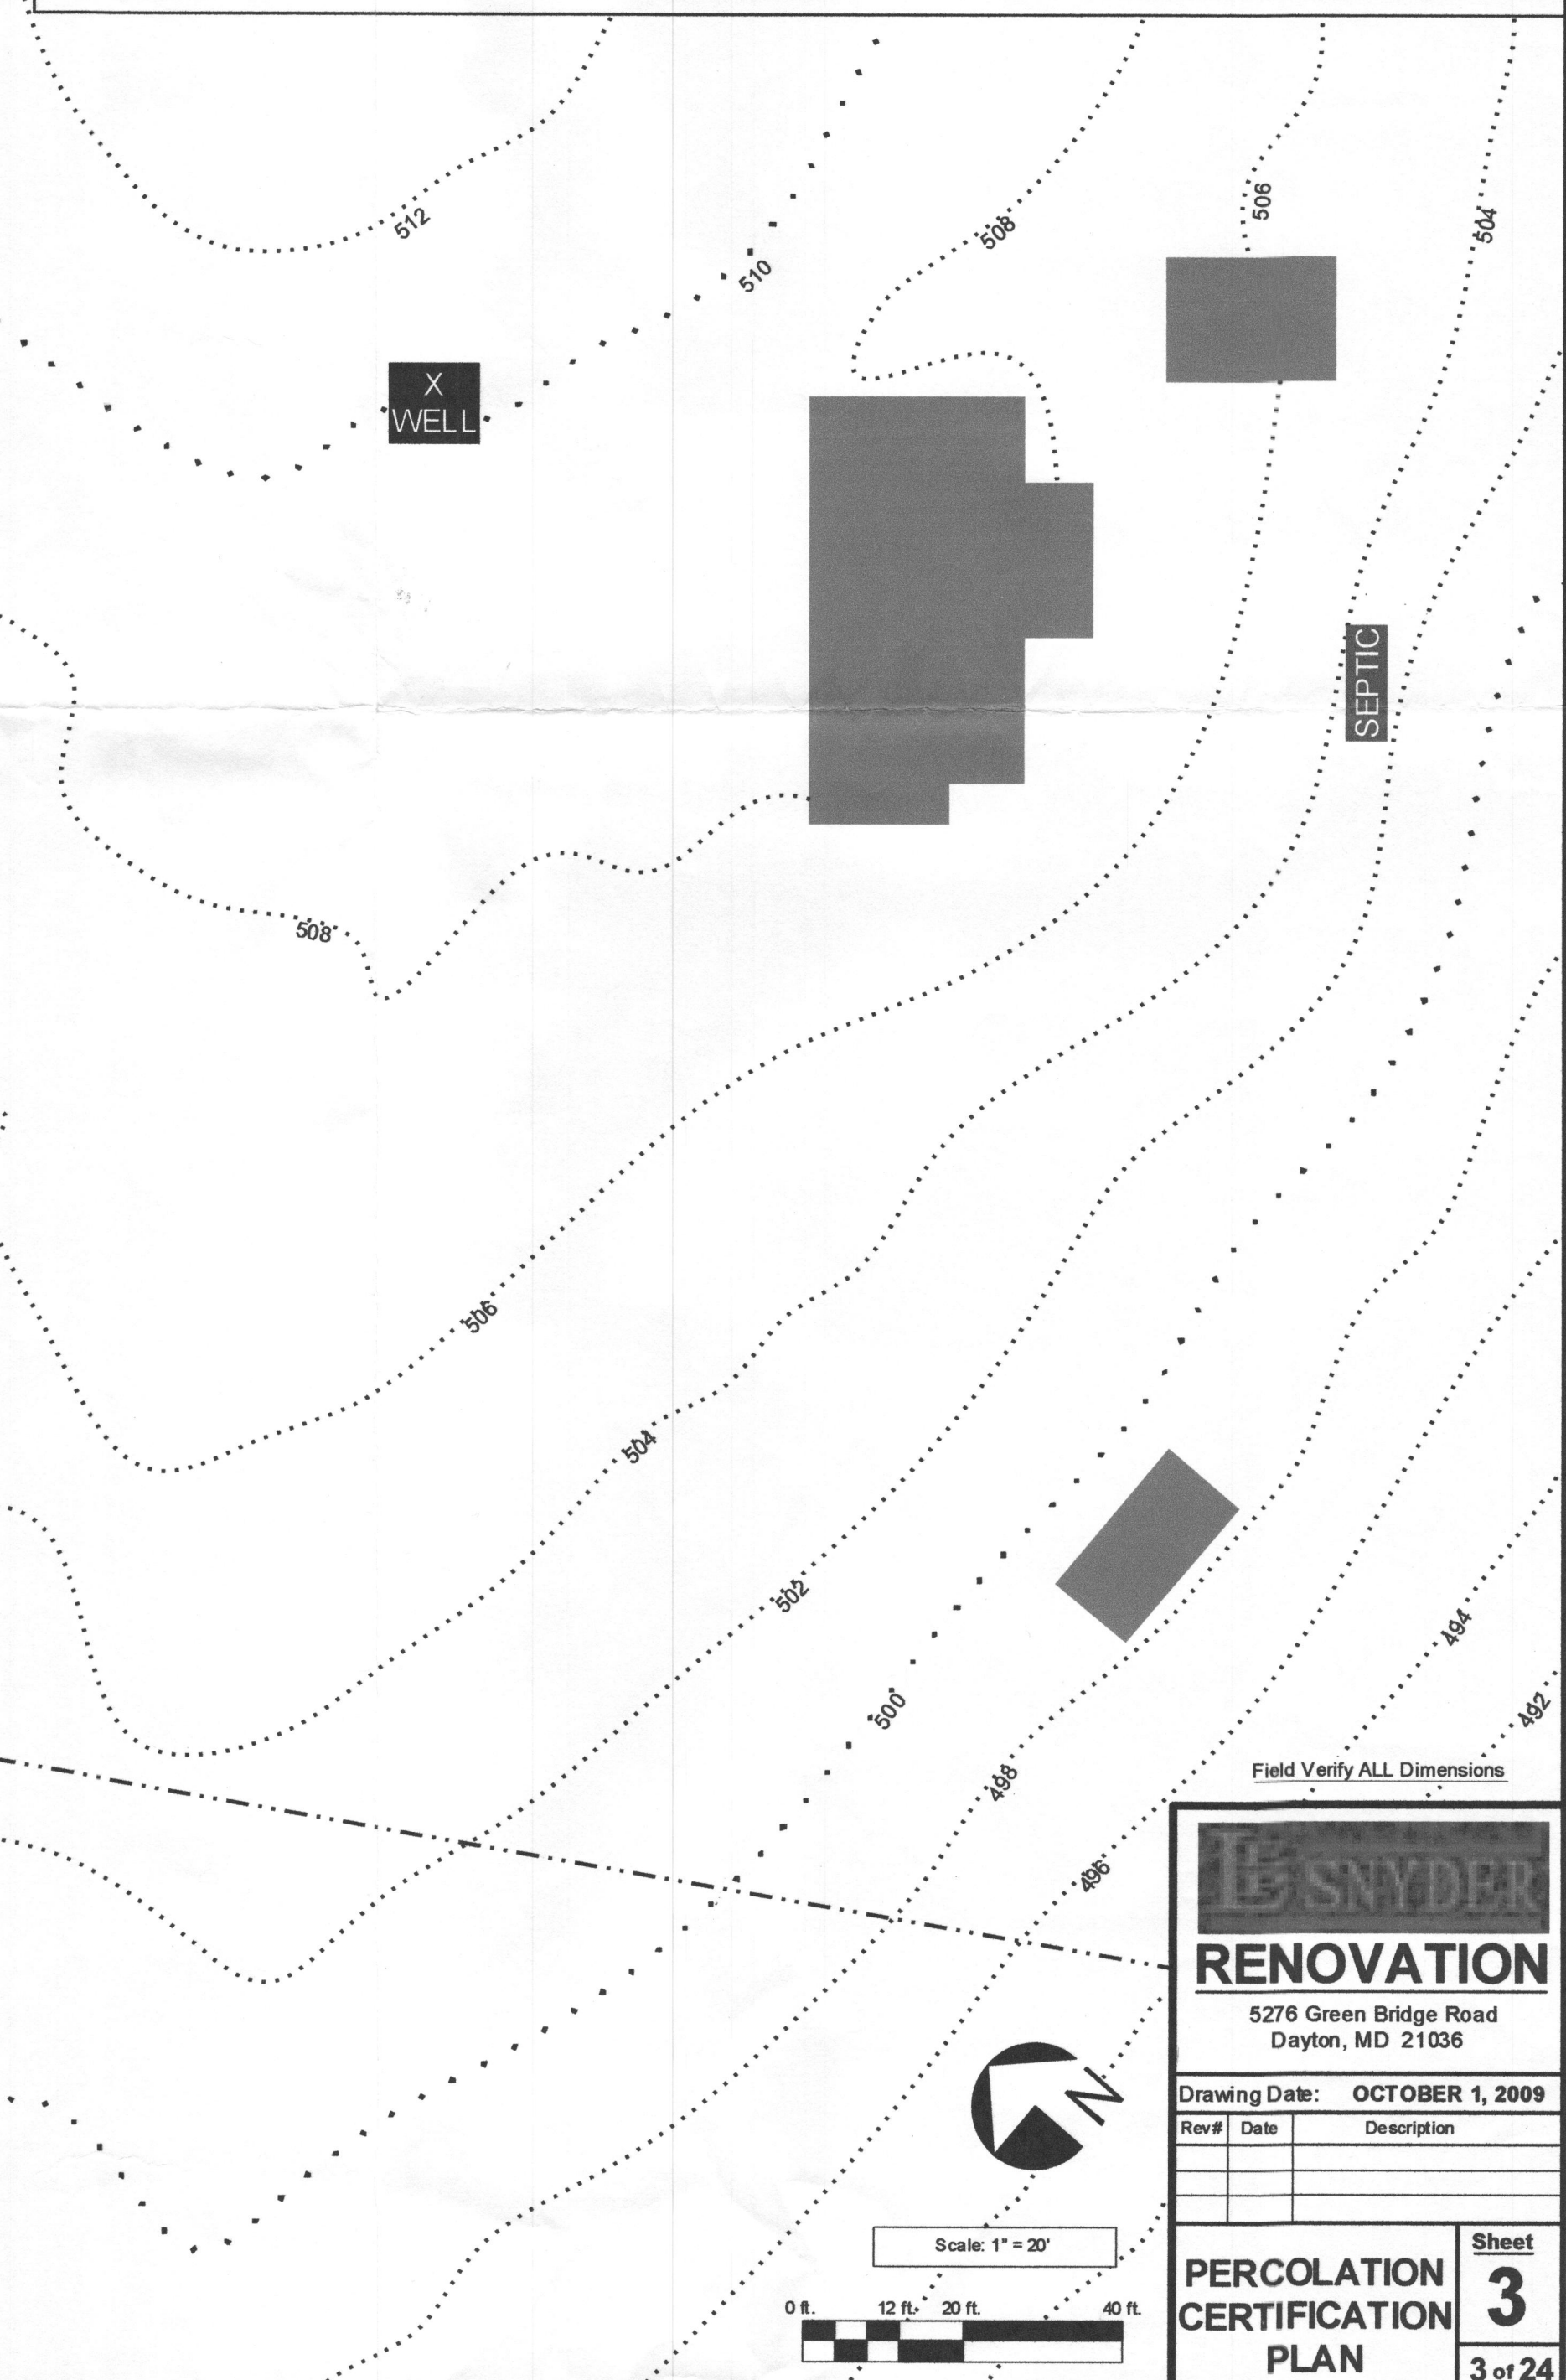 512
510
508
506
504
X
WELL
SEPTIC
508
506
504
502
500
498
496
494
492
Field Verify ALL Dimensions
SNYDER
RENOVATION
5276 Green Bridge Road
Dayton, MD 21036
Drawing Date: OCTOBER 1, 2009
Rev# Date Description
N
Scale: 1" = 20'
0 ft. 12 ft. 20 ft. 40 ft.
PERCOLATION
CERTIFICATION
PLAN
Sheet
3
3 of 24